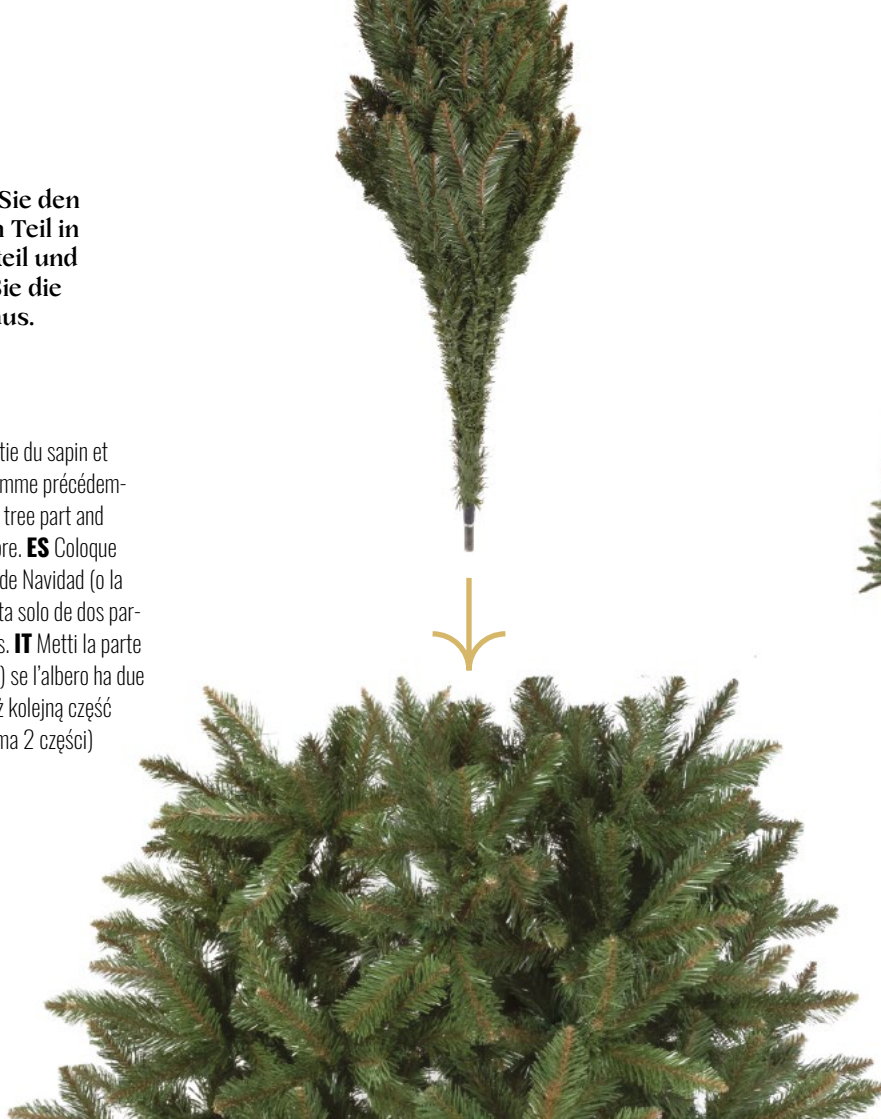 Sie den
Teil in
teil und
Sie die
aus.
tie du sapin et
mme précédem-
tree part and
ore. ES Coloque
de Navidad (o la
ta solo de dos par-
s. IT Metti la parte
) se l’albero ha due
ż kolejną część
ma 2 części)